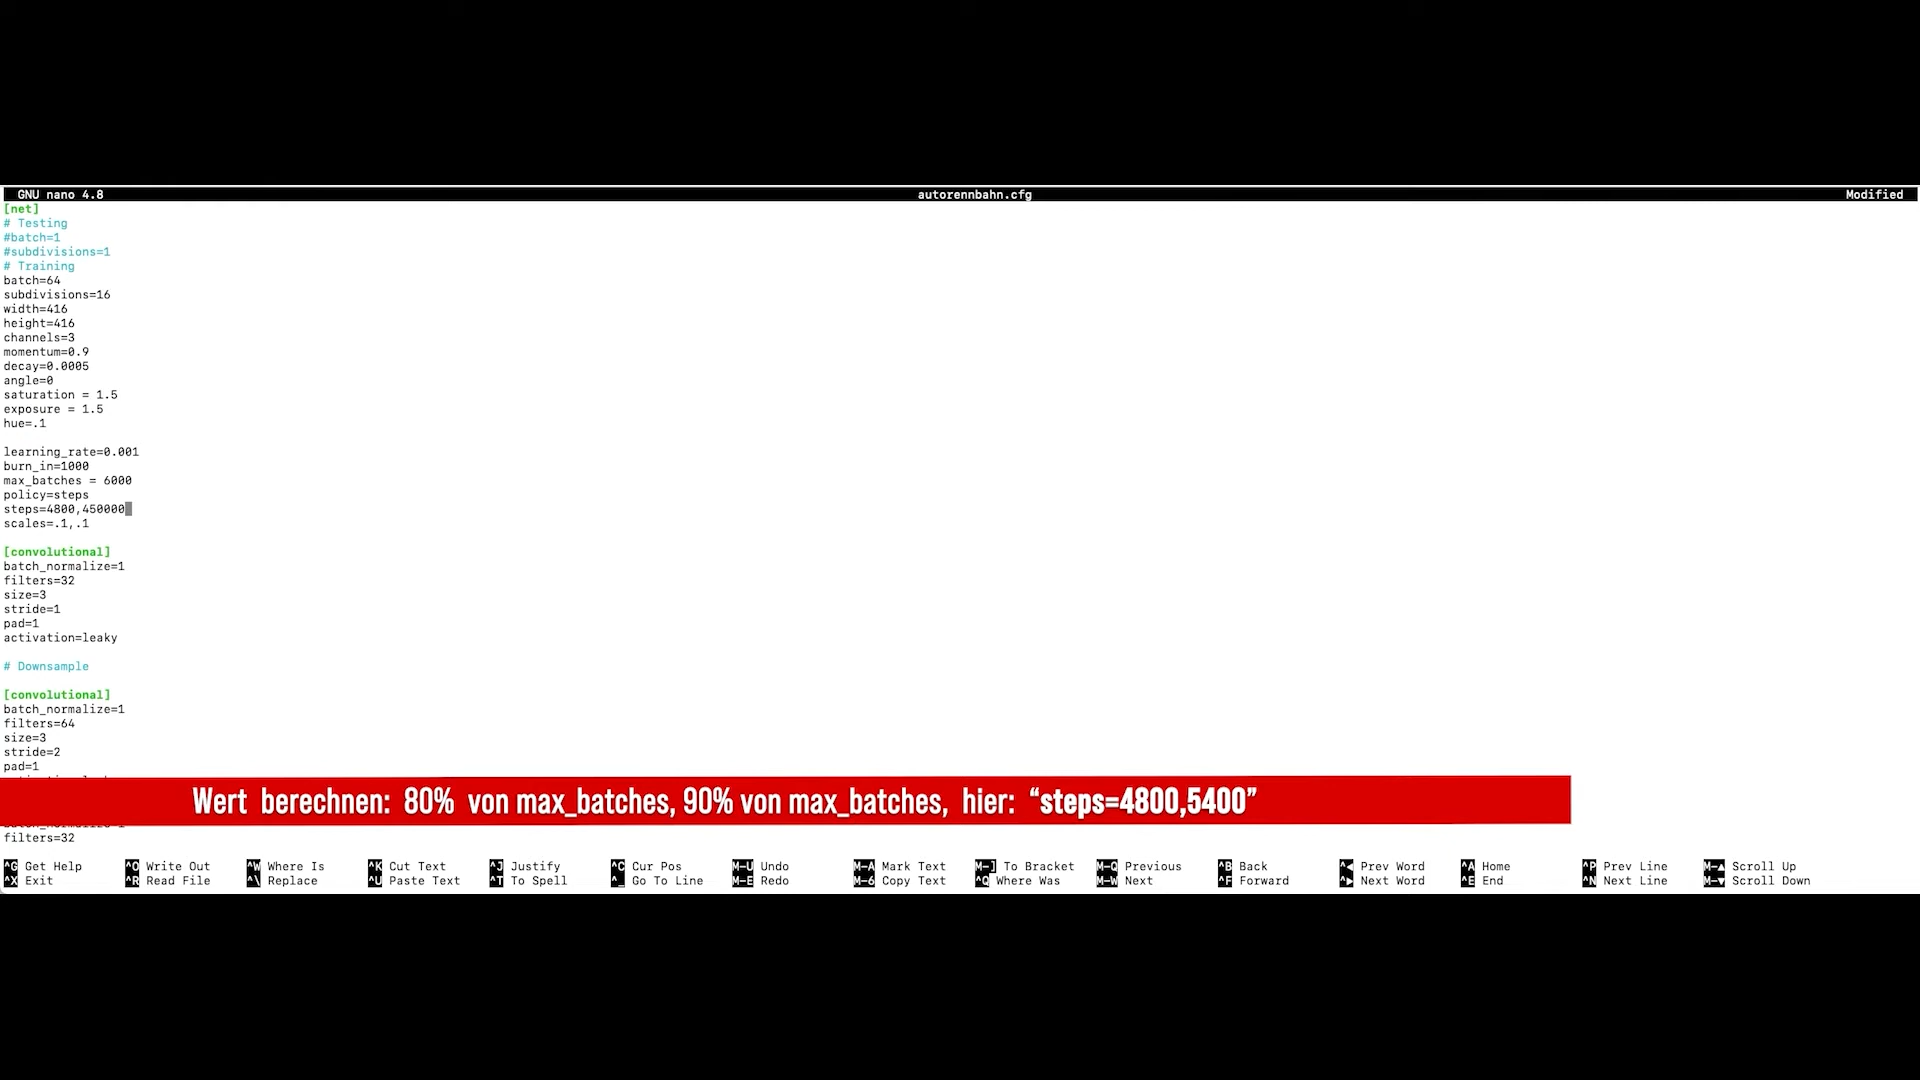 GNU nano 4.8 autorennbahn.cfg Modified
[net]
# Testing
#batch=1
#subdivisions=1
# Training
batch=64
subdivisions=16
width=416
height=416
channels=3
momentum=0.9
decay=0.0005
angle=0
saturation = 1.5
exposure = 1.5
hue=.1
learning_rate=0.001
burn_in=1000
max_batches = 6000
policy=steps
steps=4800,450000
scales=.1,.1
[convolutional]
batch_normalize=1
filters=32
size=3
stride=1
pad=1
activation=leaky
# Downsample
[convolutional]
batch_normalize=1
filters=64
size=3
stride=2
pad=1
Wert berechnen: 80% von max_batches, 90% von max_batches, hier: “steps=4800,5400”
filters=32
^G Get Help ^O Write Out ^W Where Is ^K Cut Text ^J Justify ^C Cur Pos M-U Undo M-A Mark Text M-] To Bracket M-Q Previous ^B Back ^◀ Prev Word ^A Home ^P Prev Line M-▲ Scroll Up
^X Exit ^R Read File ^\ Replace ^U Paste Text ^T To Spell ^_ Go To Line M-E Redo M-6 Copy Text ^Q Where Was M-W Next ^F Forward ^▶ Next Word ^E End ^N Next Line M-▼ Scroll Down